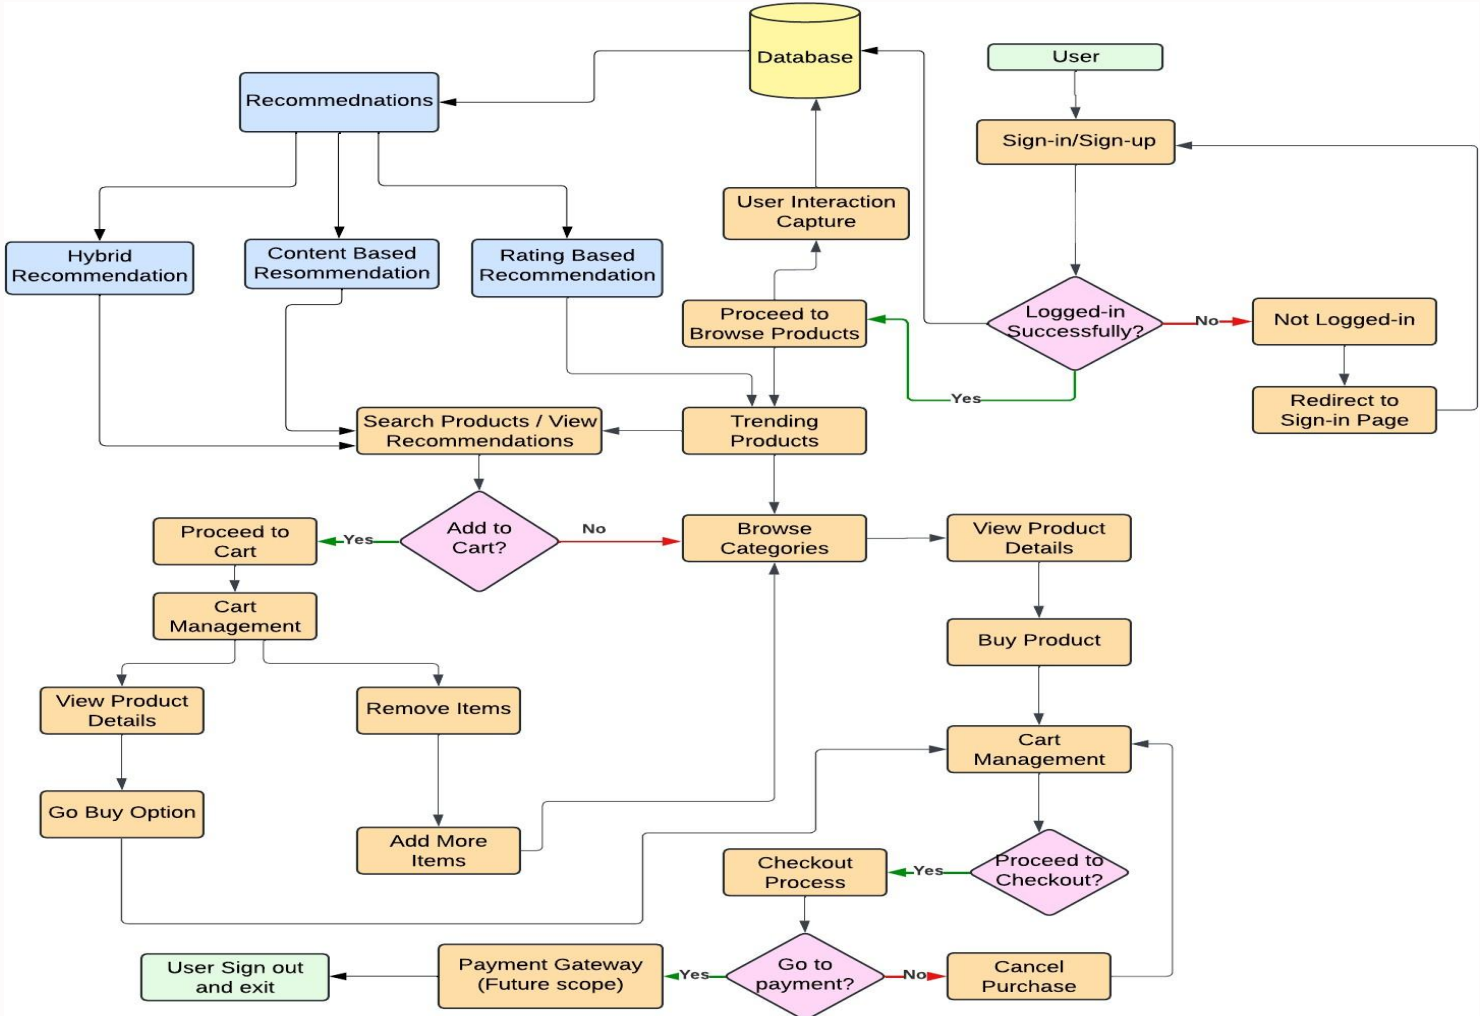 Database
User
Recommednations
Sign-in/Sign-up
User Interaction
Capture
Hybrid
Recommendation
Content Based
Resommendation
Rating Based
Recommendation
Proceed to
Browse Products
Logged-in
Successfully?
No
Not Logged-in
Yes
Redirect to
Sign-in Page
Search Products / View
Recommendations
Trending
Products
Proceed to
Cart
Yes
Add to
Cart?
No
Browse
Categories
View Product
Details
Cart
Management
Buy Product
View Product
Details
Remove Items
Cart
Management
Go Buy Option
Add More
Items
Checkout
Process
Yes
Proceed to
Checkout?
User Sign out
and exit
Payment Gateway
(Future scope)
Yes
Go to
payment?
No
Cancel
Purchase